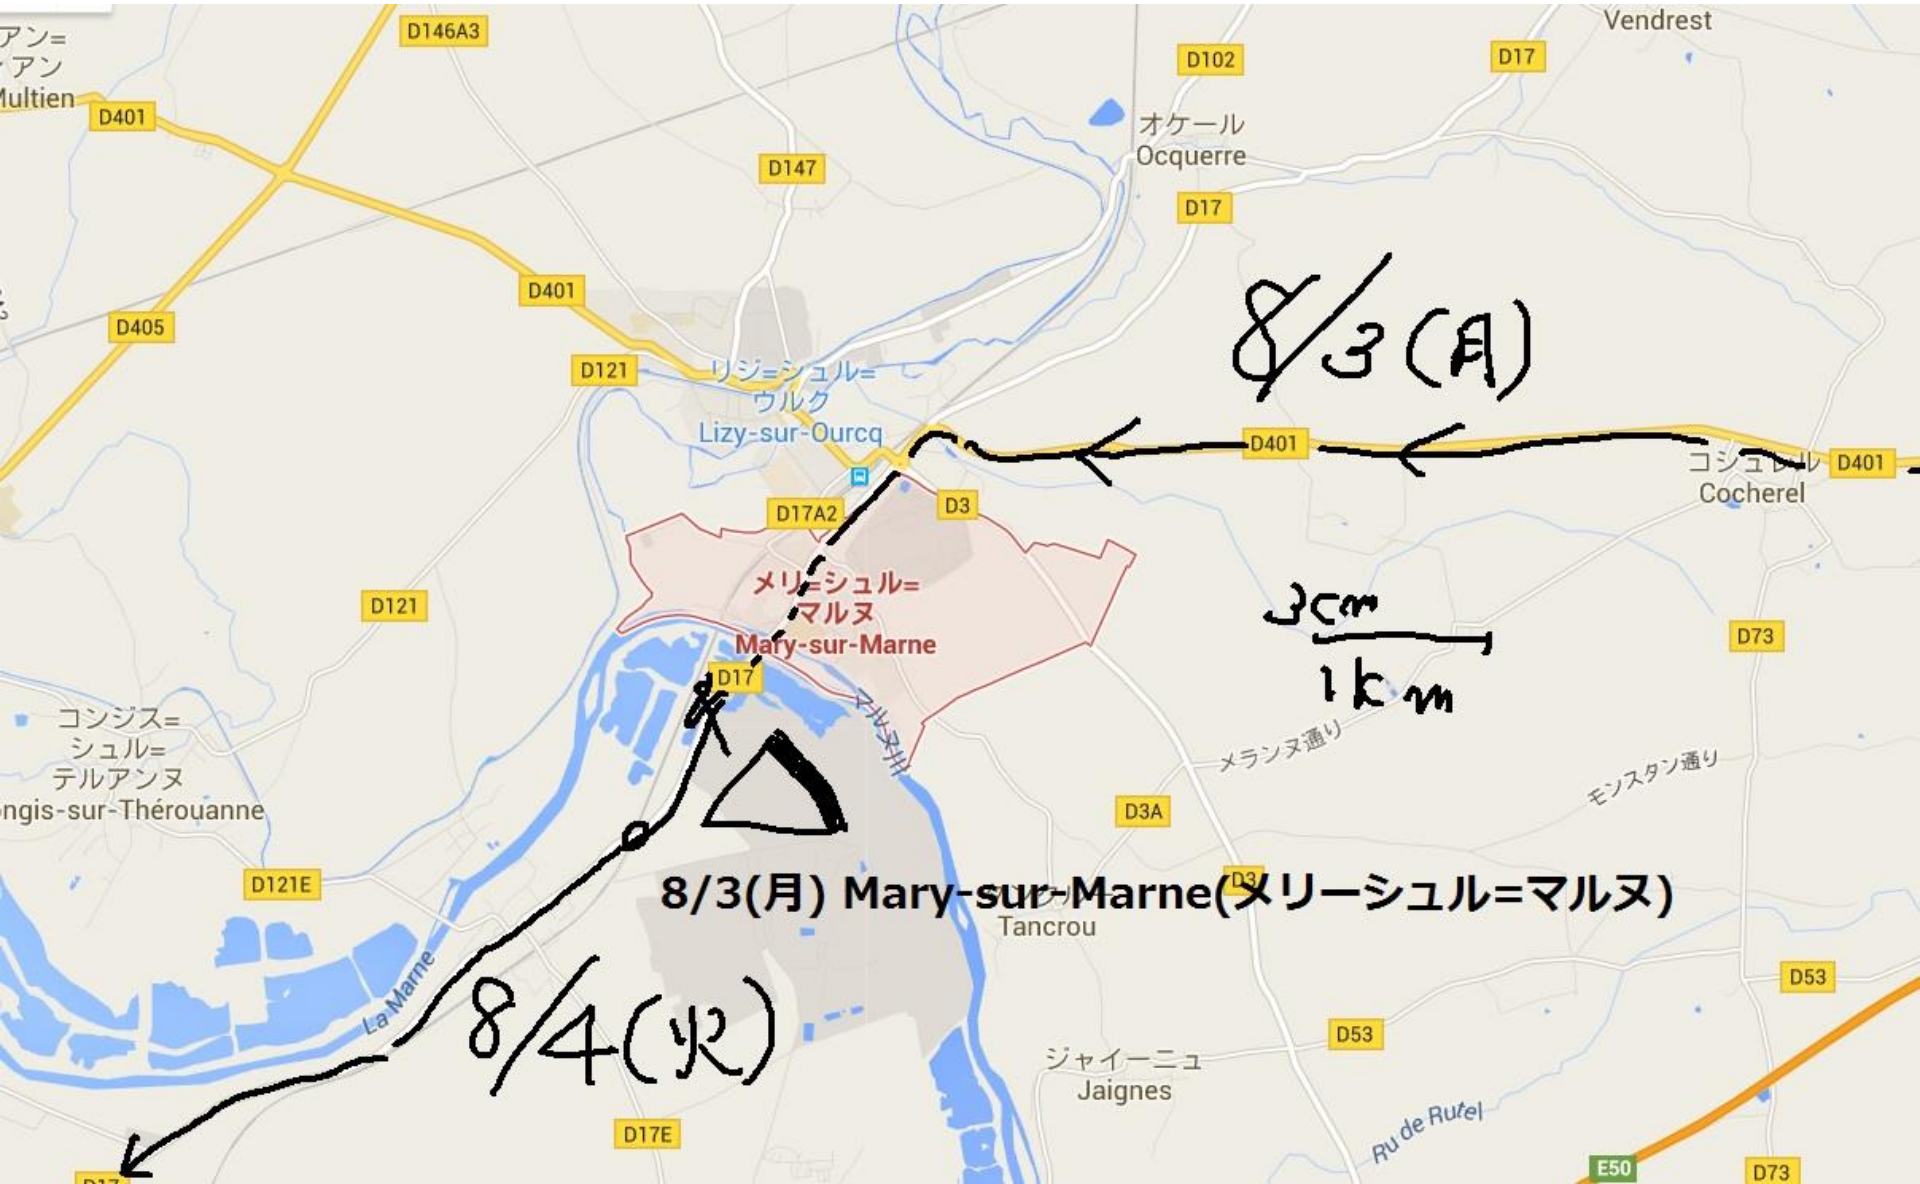 アン=
アン
Multien
D401
D146A3
D102
D17
Vendrest
オケール
Ocquerre
D147
D17
D401
D405
D121
リジ=シュル=
ウルク
Lizy-sur-Ourcq
8/3(月)
D401
コシュレル
Cocherel
D401
D17A2
D3
D121
メリ=シュル=
マルヌ
Mary-sur-Marne
3cm
1km
D73
D17
マルヌ川
メランヌ通り
モンスタン通り
コンジス=
シュル=
テルアンヌ
ngis-sur-Thérouanne
D3A
D121E
D3
8/3(月) Mary-sur-Marne(メリーシュル=マルヌ)
Tancrou
La Marne
8/4(火)
D53
D53
ジャイーニュ
Jaignes
D17E
Ru de Rutel
E50
D73
D17